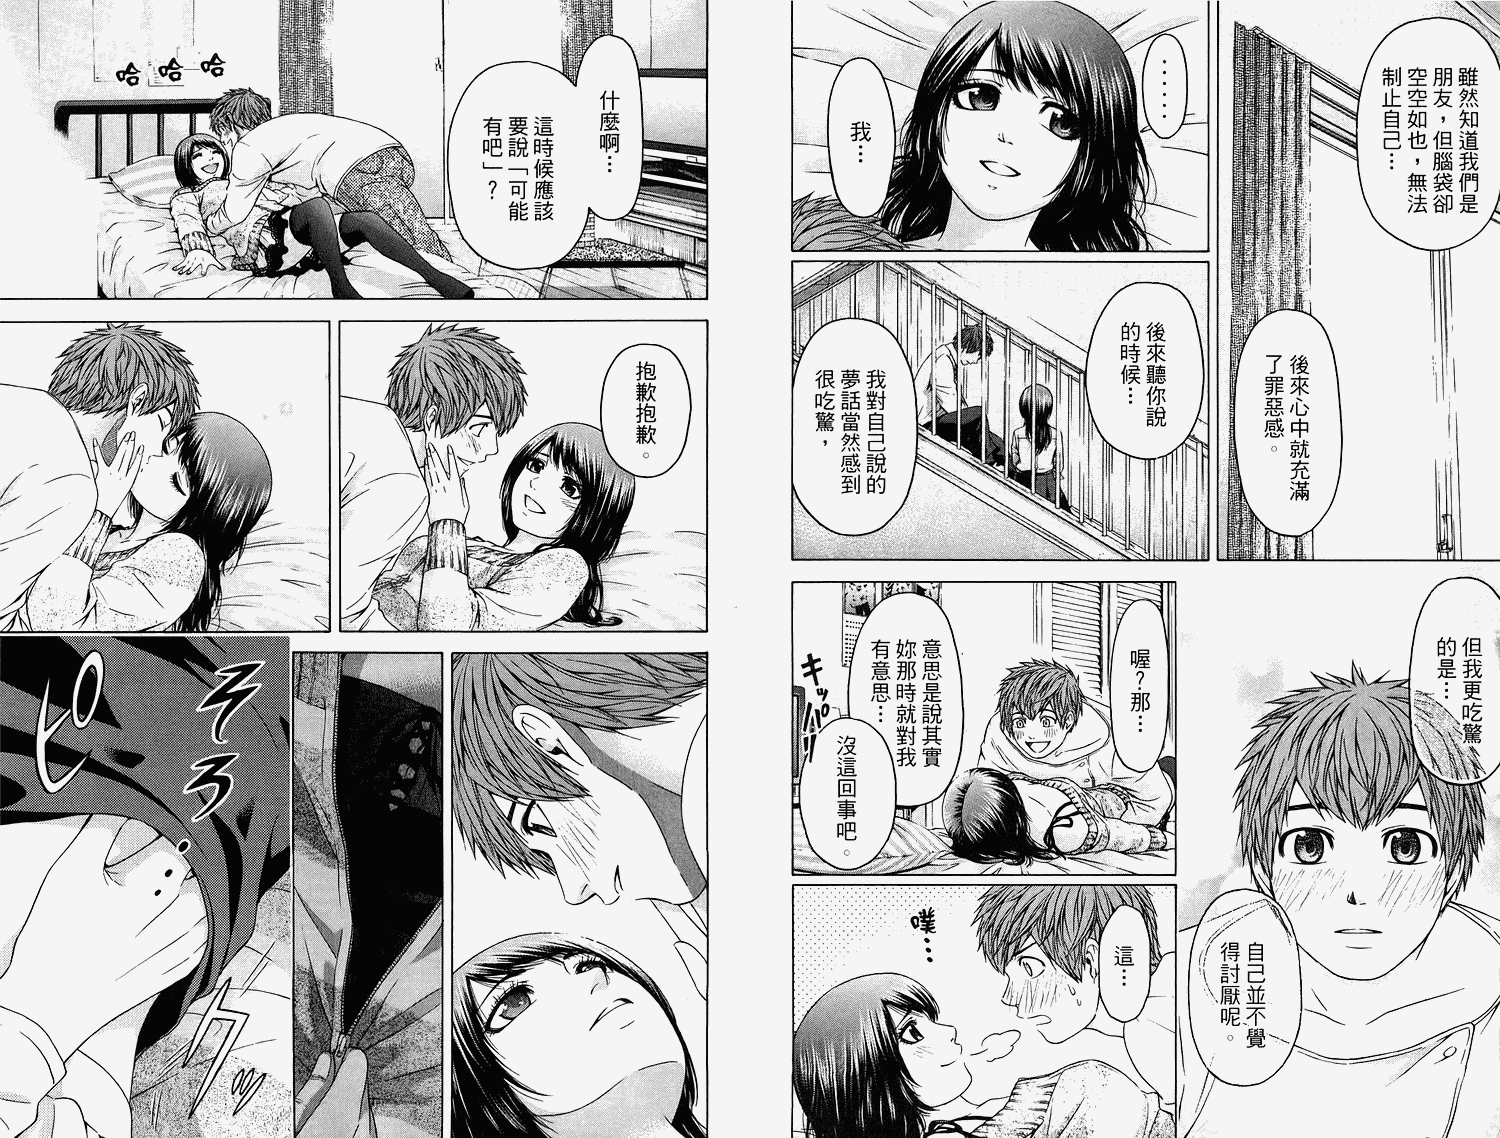 雖然知道我們是
朋友，但腦袋卻
空空如也，無法
制止自己…
後來心中就充滿
了罪惡感。
……
我…
後來聽你說
的時候…
我對自己說的
夢話當然感到
很吃驚，
但我更吃驚
的是…
自己並不覺
得討厭呢。
喔？那…
意思是說其實
妳那時就對我
有意思…
沒這回事吧。
キッパリ
這…
噗…
什麼啊…
這時候應該
要說「可能
有吧」？
哈 哈 哈
抱歉抱歉。
ピ
そろ…